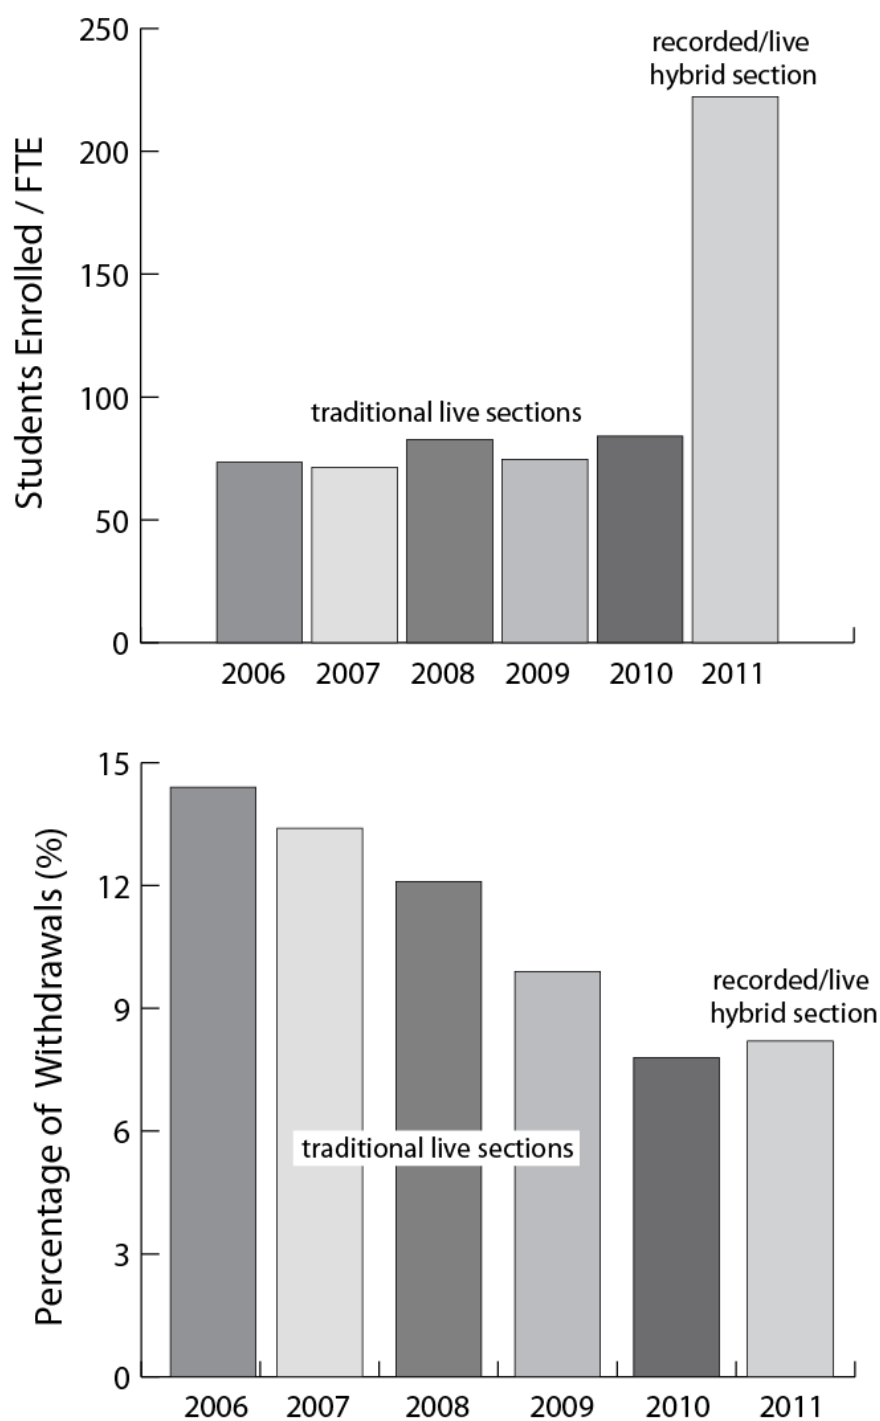 250
200
150
100
50
0
Students Enrolled / FTE
recorded/live
hybrid section
traditional live sections
2006 2007 2008 2009 2010 2011
15
12
9
6
3
0
Percentage of Withdrawals (%)
recorded/live
hybrid section
traditional live sections
2006 2007 2008 2009 2010 2011